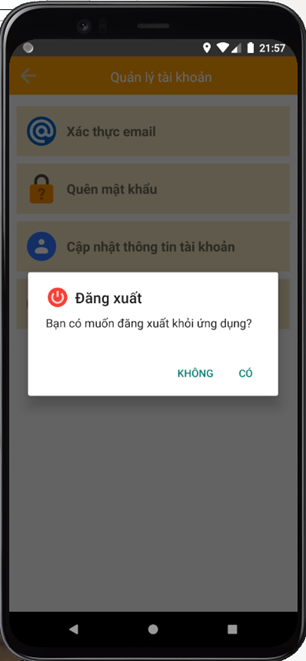 21:57
Quản lý tài khoản
Xác thực email
Quên mật khẩu
Cập nhật thông tin tài khoản
Đăng xuất
Bạn có muốn đăng xuất khỏi ứng dụng?
KHÔNG CÓ